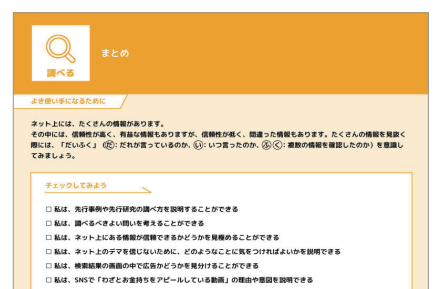 調べる
まとめ
よき使い手になるために
ネット上には、たくさんの情報があります。
その中には、信頼性が高く、有益な情報もありますが、信頼性が低く、間違った情報もあります。たくさんの情報を見抜く
際には、「だいふく」（だ：だれが言っているのか、い：いつ言ったのか、ふく：複数の情報を確認したのか）を意識し
てみましょう。
チェックしてみよう
□ 私は、先行事例や先行研究の調べ方を説明することができる
□ 私は、調べるべきよい問いを考えることができる
□ 私は、ネット上にある情報が信頼できるかどうかを見極めることができる
□ 私は、ネット上のデマを信じないために、どのようなことに気をつければよいかを説明できる
□ 私は、検索結果の画面の中で広告かどうかを見分けることができる
□ 私は、SNSで「わざとお金持ちをアピールしている動画」の理由や意図を説明できる